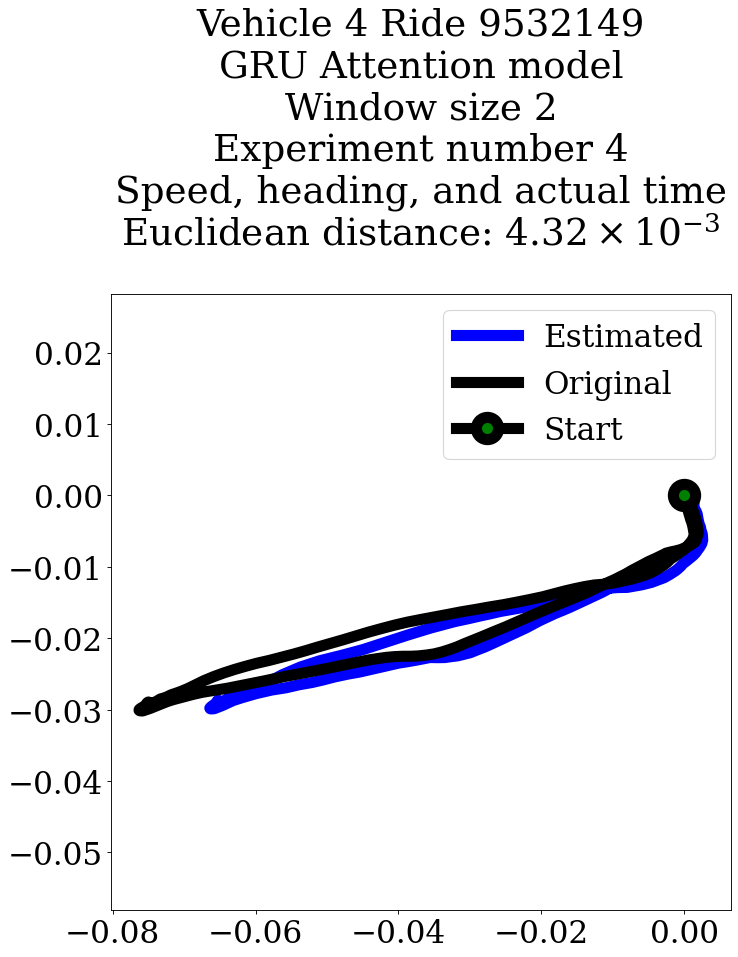 Vehicle 4 Ride 9532149
GRU Attention model
Window size 2
Experiment number 4
Speed, heading, and actual time
Euclidean distance: 4.32 × 10⁻³
Estimated
Original
Start
0.02
0.01
0.00
−0.01
−0.02
−0.03
−0.04
−0.05
−0.08 −0.06 −0.04 −0.02 0.00